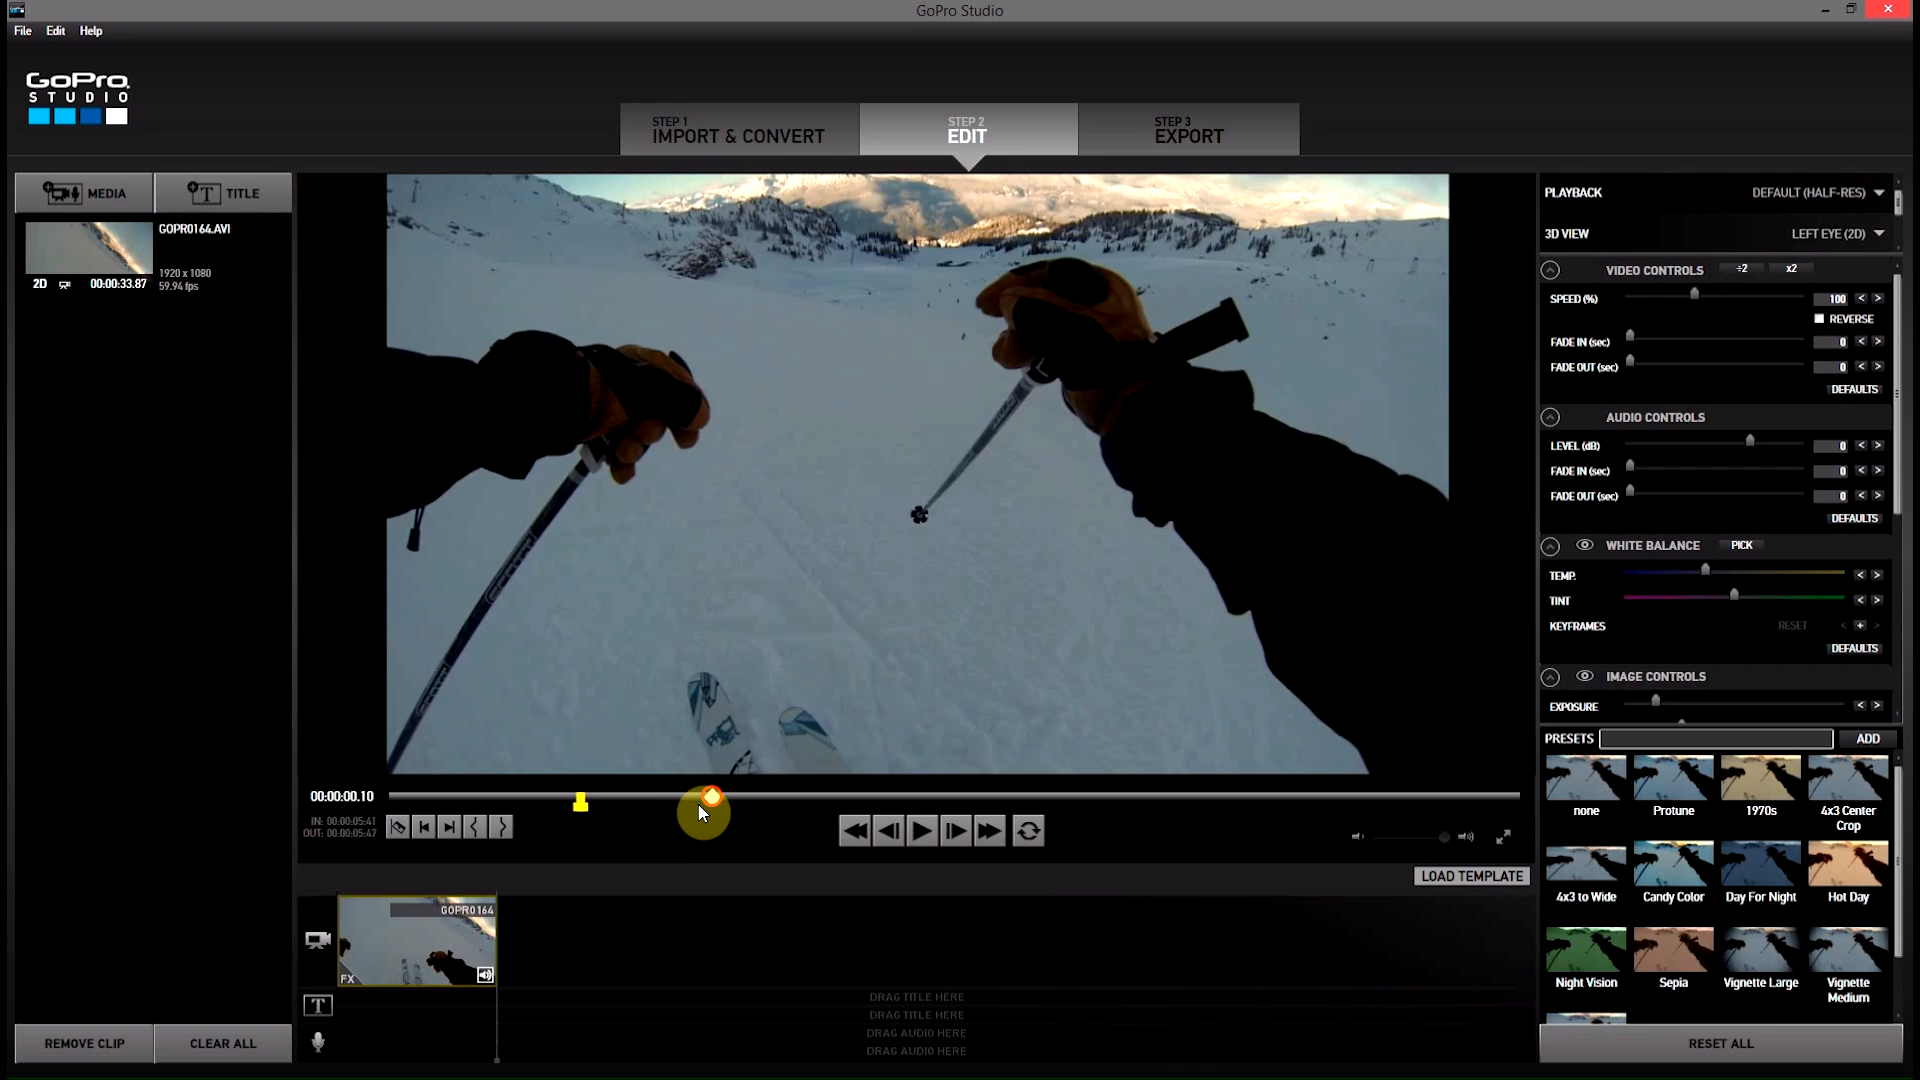 GoPro Studio
File Edit Help
GoPro
STUDIO
STEP 1
IMPORT & CONVERT
STEP 2
EDIT
STEP 3
EXPORT
MEDIA
TITLE
GOPR0164.AVI
1920 x 1080
2D 00:00:33.87 59.94 fps
PLAYBACK DEFAULT (HALF-RES)
3D VIEW LEFT EYE (2D)
VIDEO CONTROLS ÷2 x2
SPEED (%) 100 < >
REVERSE
FADE IN (sec) 0 < >
FADE OUT (sec) 0 < >
DEFAULTS
AUDIO CONTROLS
LEVEL (dB) 0 < >
FADE IN (sec) 0 < >
FADE OUT (sec) 0 < >
DEFAULTS
WHITE BALANCE PICK
TEMP. < >
TINT < >
KEYFRAMES RESET < + >
DEFAULTS
IMAGE CONTROLS
EXPOSURE < >
PRESETS ADD
none Protune 1970s 4x3 Center Crop
4x3 to Wide Candy Color Day For Night Hot Day
Night Vision Sepia Vignette Large Vignette Medium
RESET ALL
00:00:00.10
IN: 00:00:05:41
OUT: 00:00:05:47
SCOTT
LOAD TEMPLATE
GOPR0164
FX
T
DRAG TITLE HERE
DRAG TITLE HERE
DRAG AUDIO HERE
DRAG AUDIO HERE
REMOVE CLIP
CLEAR ALL